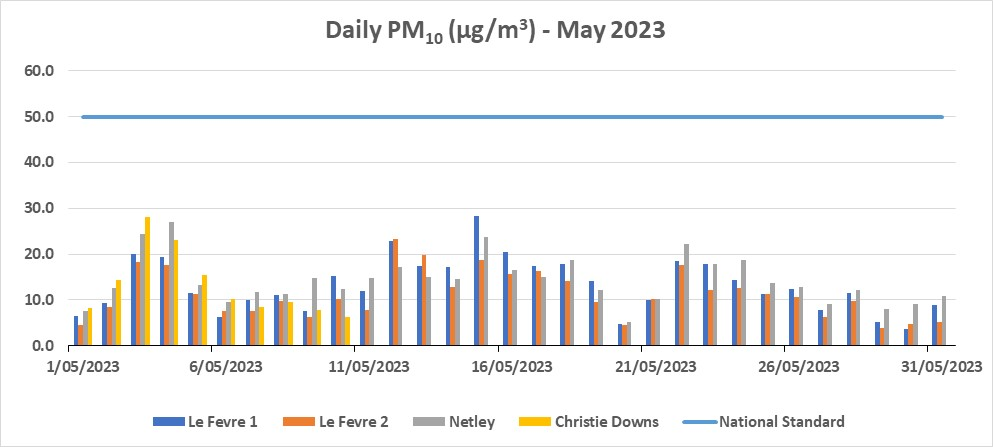 Daily PM10 (µg/m³) - May 2023
60.0
50.0
40.0
30.0
20.0
10.0
0.0
1/05/2023 6/05/2023 11/05/2023 16/05/2023 21/05/2023 26/05/2023 31/05/2023
Le Fevre 1 Le Fevre 2 Netley Christie Downs National Standard